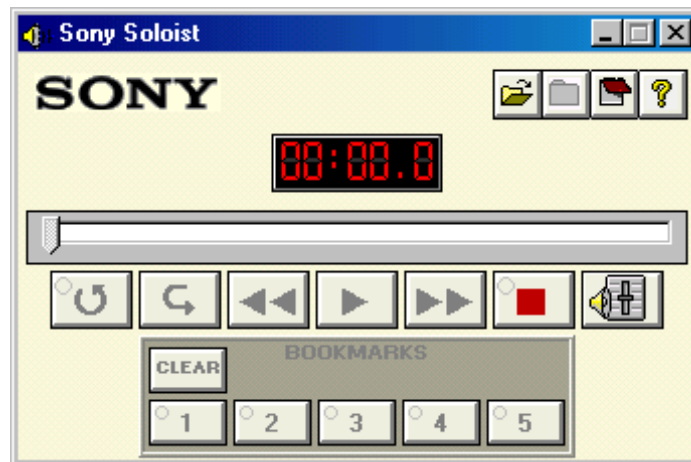 Sony Soloist
SONY
?
00:00.0
BOOKMARKS
CLEAR
1 2 3 4 5